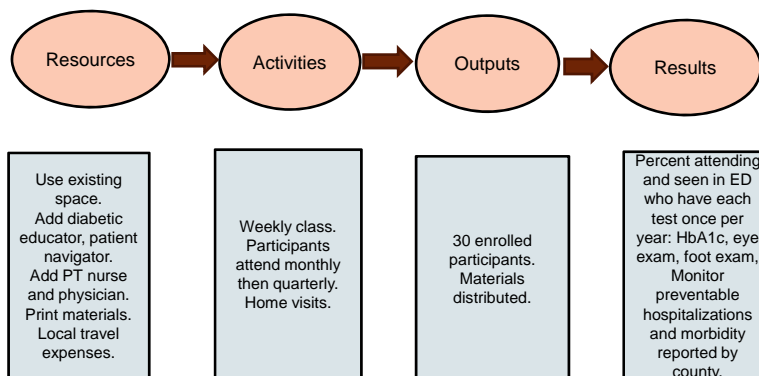 Resources
Activities
Outputs
Results
Use existing
space.
Add diabetic
educator, patient
navigator.
Add PT nurse
and physician.
Print materials.
Local travel
expenses.
Weekly class.
Participants
attend monthly
then quarterly.
Home visits.
30 enrolled
participants.
Materials
distributed.
Percent attending
and seen in ED
who have each
test once per
year: HbA1c, eye
exam, foot exam,
Monitor
preventable
hospitalizations
and morbidity
reported by
county.